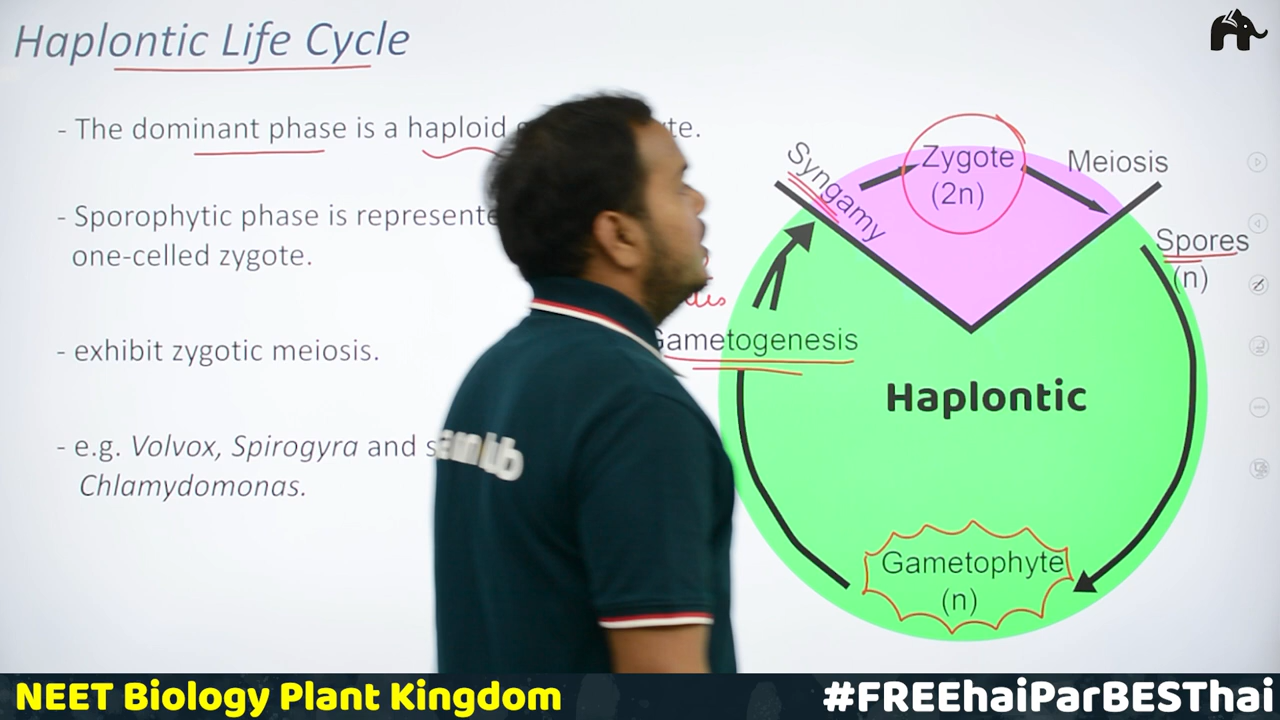 Haplontic Life Cycle
- The dominant phase is a haploid
- Sporophytic phase is
one-celled zygote.
- exhibit zygotic meiosis.
- e.g. Volvox, Spirogyra and
Chlamydomonas.
Syngamy
Zygote
(2n)
Meiosis
Spores
(n)
Gametogenesis
Haplontic
Gametophyte
(n)
NEET Biology Plant Kingdom
#FREEhaiParBESThai